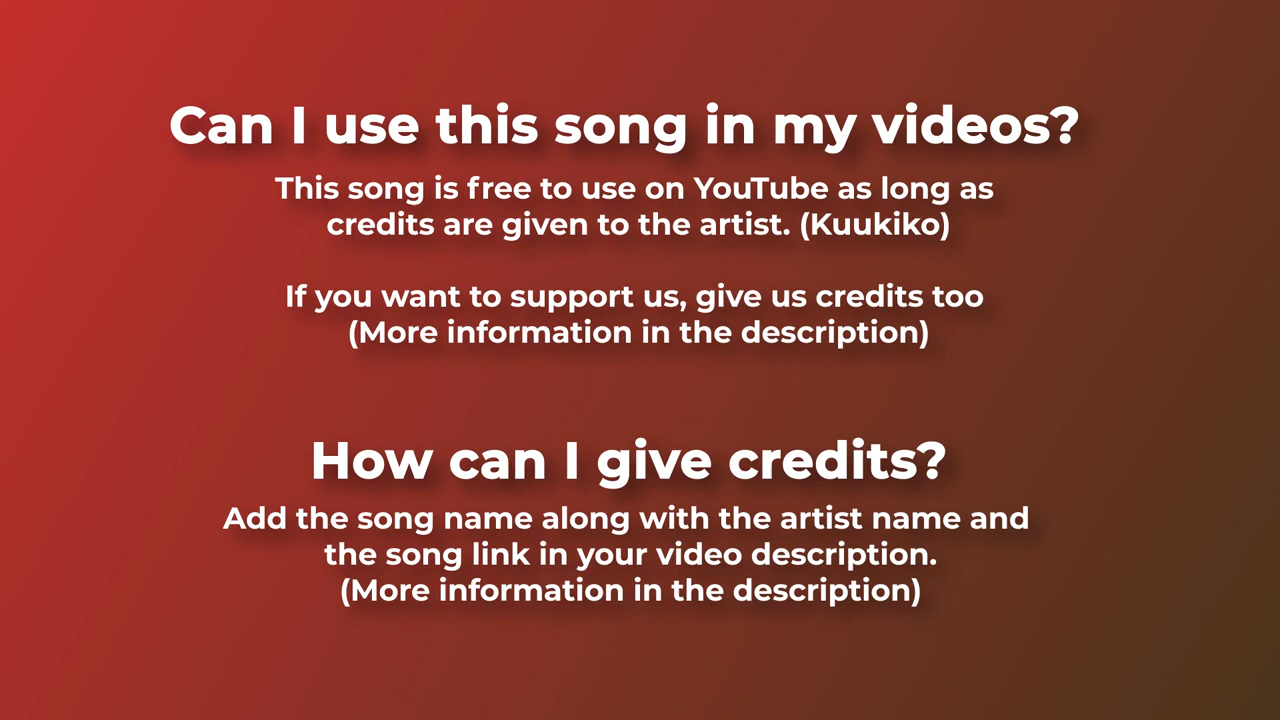 Can I use this song in my videos?
This song is free to use on YouTube as long as
credits are given to the artist. (Kuukiko)
If you want to support us, give us credits too
(More information in the description)
How can I give credits?
Add the song name along with the artist name and
the song link in your video description.
(More information in the description)